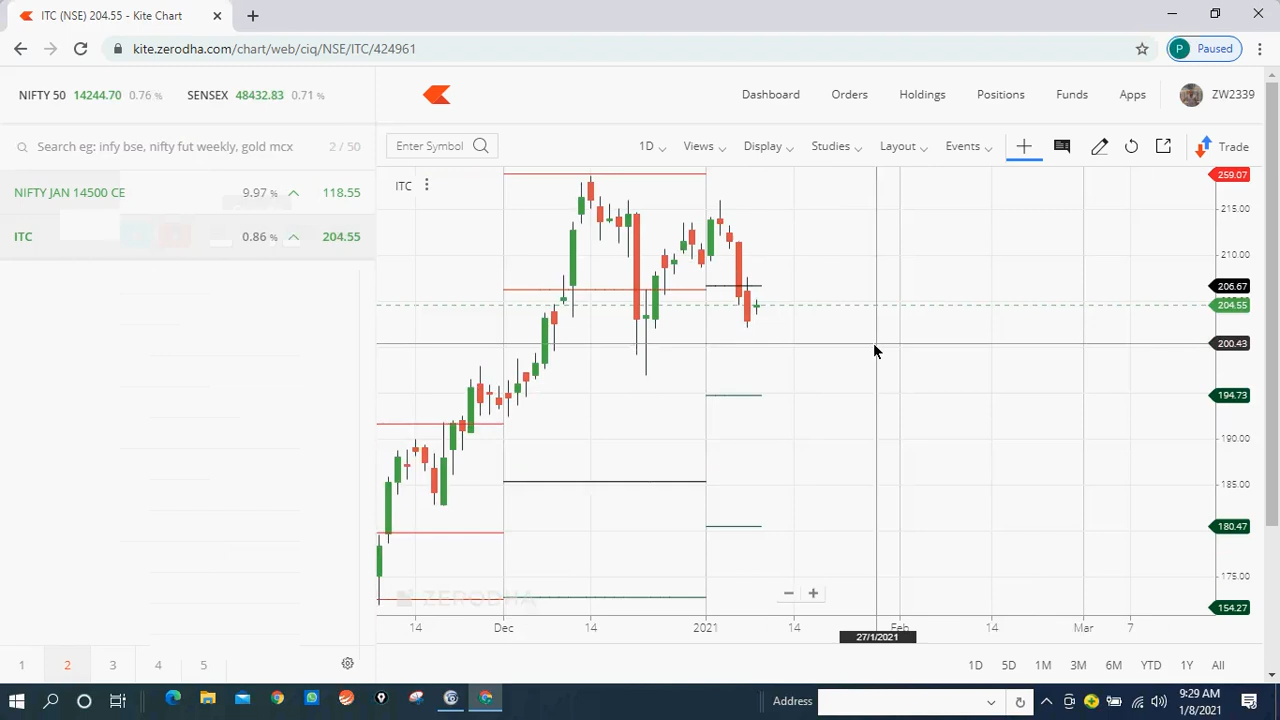 ITC (NSE) 204.55 - Kite Chart
kite.zerodha.com/chart/web/ciq/NSE/ITC/424961
P Paused
NIFTY 50 14244.70 0.76 % SENSEX 48432.83 0.71 %
Dashboard Orders Holdings Positions Funds Apps ZW2339
Search eg: infy bse, nifty fut weekly, gold mcx 2 / 50
Enter Symbol 1D Views Display Studies Layout Events Trade
NIFTY JAN 14500 CE 9.97 % 118.55
ITC 0.86 % 204.55
ITC
259.07
215.00
210.00
206.67
204.55
200.43
194.73
190.00
185.00
180.47
175.00
154.27
ZERODHA
14 Dec 14 2021 14 Feb 14 Mar 7
27/1/2021
1 2 3 4 5
1D 5D 1M 3M 6M YTD 1Y All
Address
9:29 AM
1/8/2021